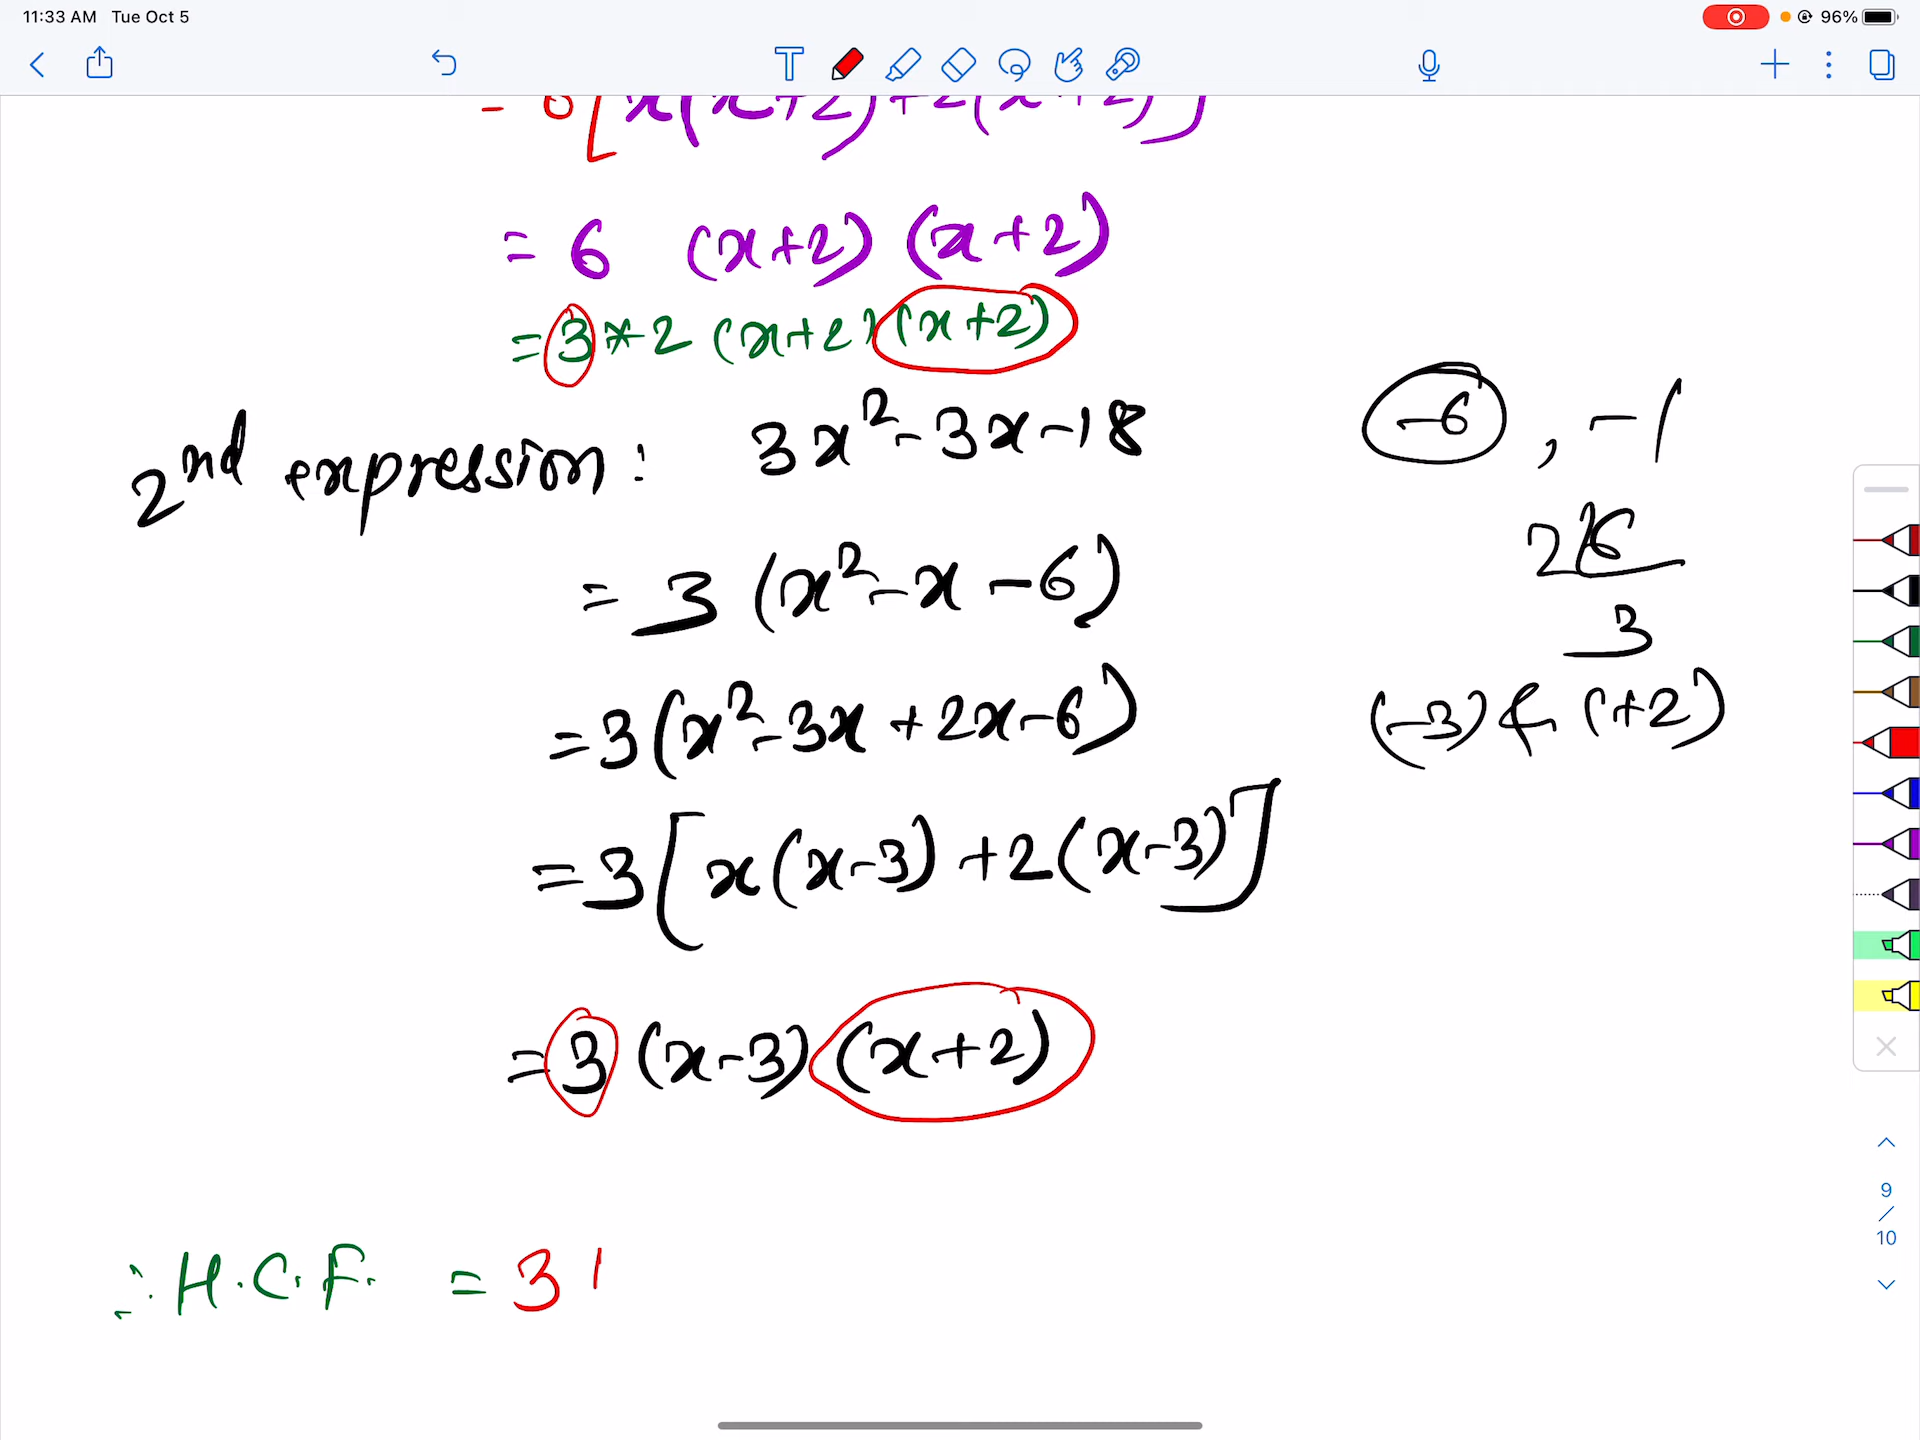 11:33 AM Tue Oct 5
96%
= 6 (x+2) (x+2)
= 3*2 (x+2) (x+2)
2nd expression: 3x²-3x-18
-6, -1
= 3 (x²-x-6)
2 6
3
= 3(x²-3x+2x-6)
(-3) & (+2)
= 3[x(x-3)+2(x-3)]
= 3 (x-3) (x+2)
9
/
10
∴ H.C.F. = 3